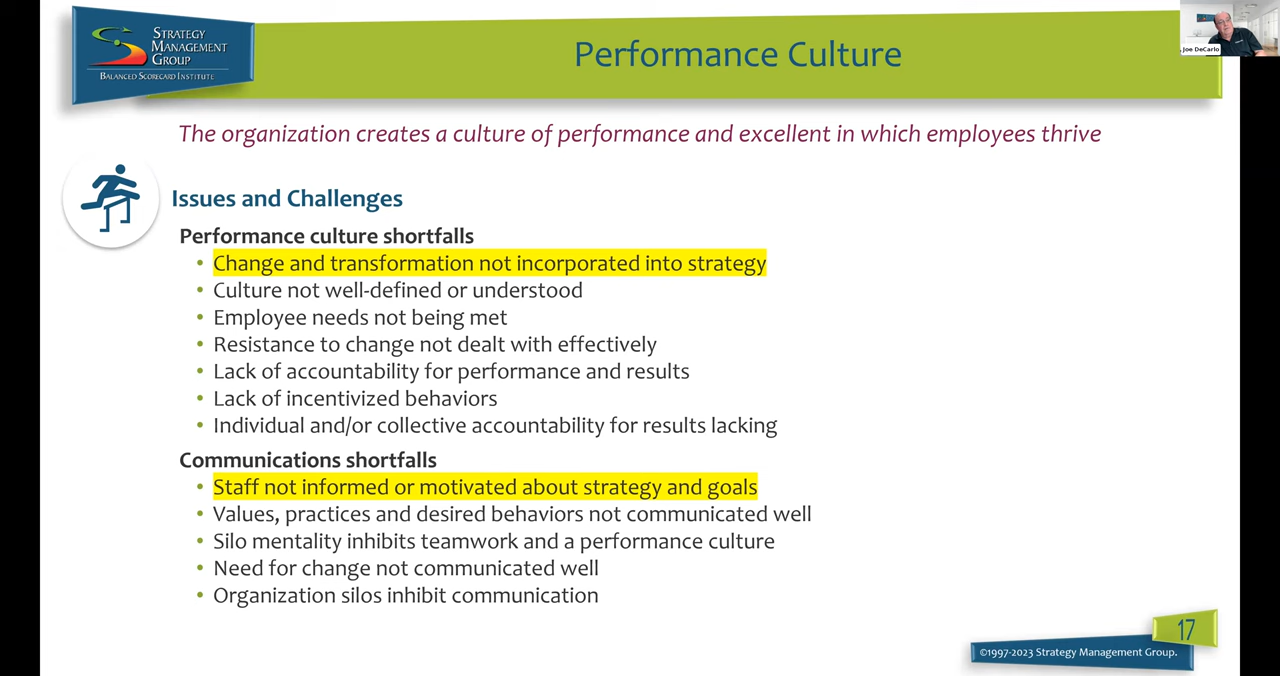 STRATEGY
MANAGEMENT
GROUP
BALANCED SCORECARD INSTITUTE
Performance Culture
Joe DeCarlo
The organization creates a culture of performance and excellent in which employees thrive
Issues and Challenges
Performance culture shortfalls
• Change and transformation not incorporated into strategy
• Culture not well-defined or understood
• Employee needs not being met
• Resistance to change not dealt with effectively
• Lack of accountability for performance and results
• Lack of incentivized behaviors
• Individual and/or collective accountability for results lacking
Communications shortfalls
• Staff not informed or motivated about strategy and goals
• Values, practices and desired behaviors not communicated well
• Silo mentality inhibits teamwork and a performance culture
• Need for change not communicated well
• Organization silos inhibit communication
17
©1997-2023 Strategy Management Group.